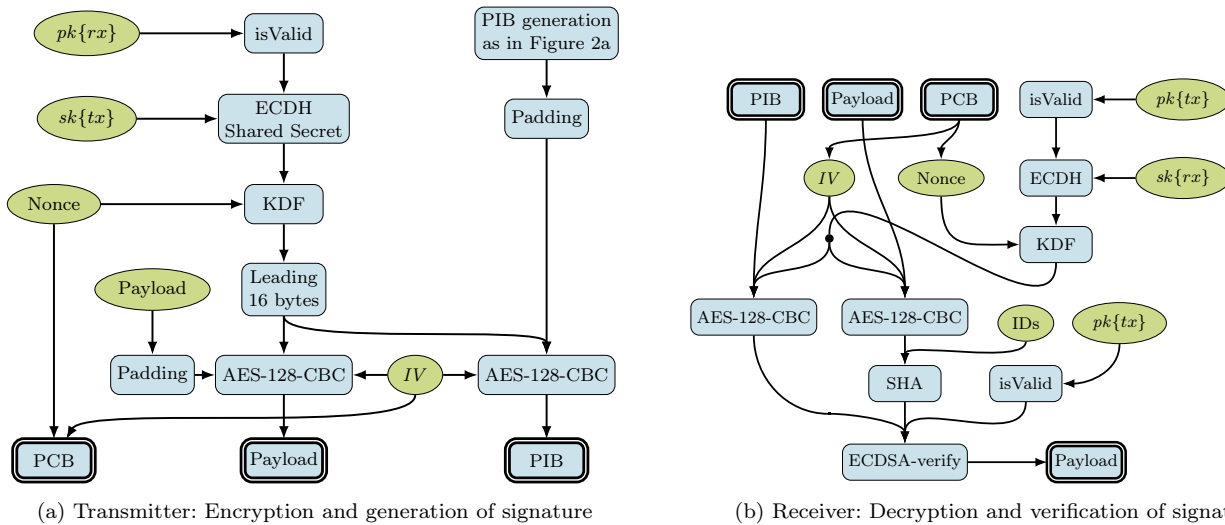 pk{rx}
isValid
PIB generation
as in Figure 2a
sk{tx}
ECDH
Shared Secret
Padding
Nonce
KDF
Payload
Leading
16 bytes
Padding
AES-128-CBC
IV
AES-128-CBC
PCB
Payload
PIB
(a) Transmitter: Encryption and generation of signature
PIB
Payload
PCB
isValid
pk{tx}
IV
Nonce
ECDH
sk{rx}
KDF
AES-128-CBC
AES-128-CBC
IDs
pk{tx}
SHA
isValid
ECDSA-verify
Payload
(b) Receiver: Decryption and verification of signat